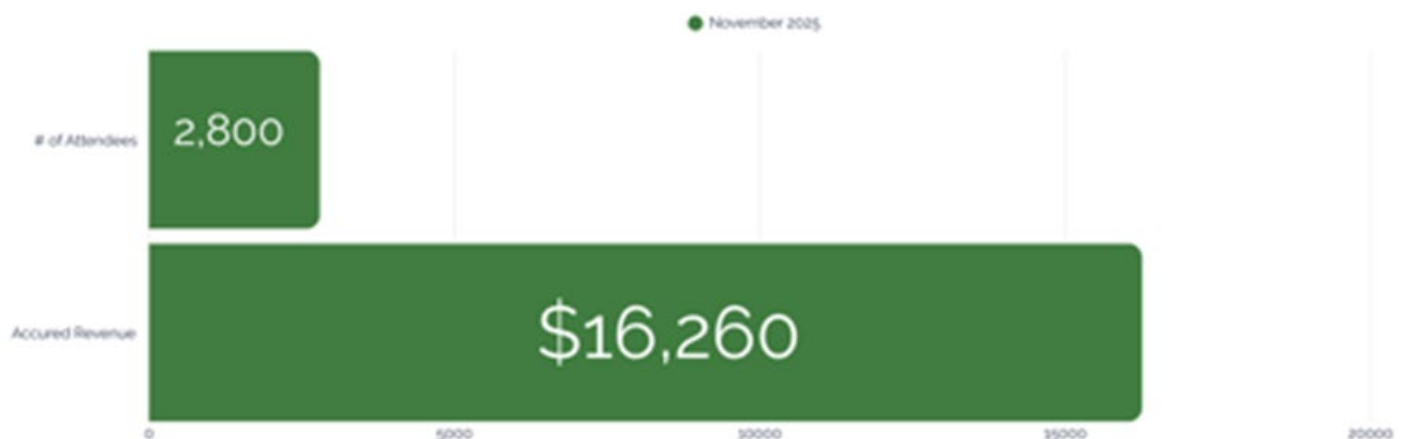 November 2025
# of Attendees
2,800
Accured Revenue
$16,260
0 5000 10000 15000 20000